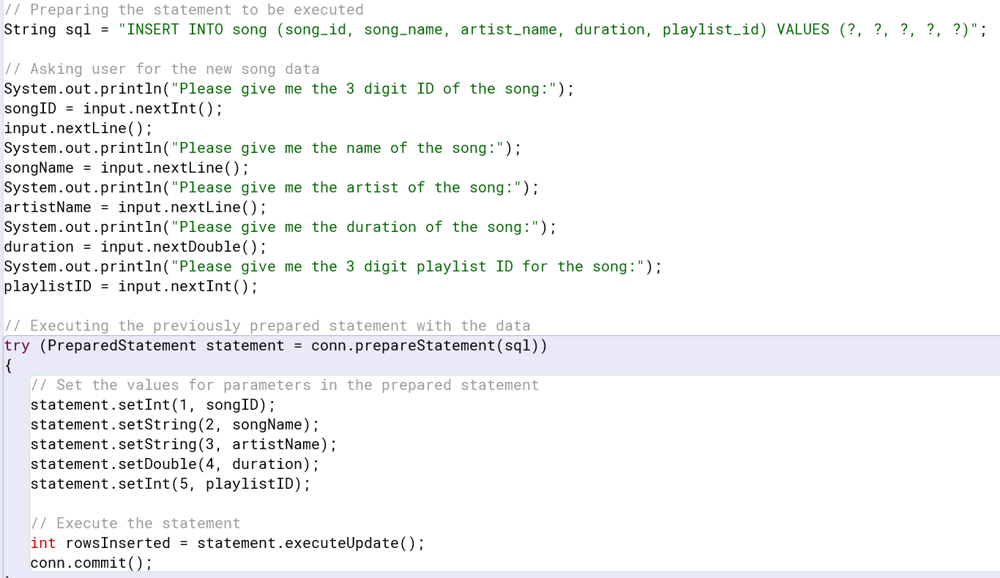 // Preparing the statement to be executed
String sql = "INSERT INTO song (song_id, song_name, artist_name, duration, playlist_id) VALUES (?, ?, ?, ?, ?)";
// Asking user for the new song data
System.out.println("Please give me the 3 digit ID of the song:");
songID = input.nextInt();
input.nextLine();
System.out.println("Please give me the name of the song:");
songName = input.nextLine();
System.out.println("Please give me the artist of the song:");
artistName = input.nextLine();
System.out.println("Please give me the duration of the song:");
duration = input.nextDouble();
System.out.println("Please give me the 3 digit playlist ID for the song:");
playlistID = input.nextInt();
// Executing the previously prepared statement with the data
try (PreparedStatement statement = conn.prepareStatement(sql))
{
// Set the values for parameters in the prepared statement
statement.setInt(1, songID);
statement.setString(2, songName);
statement.setString(3, artistName);
statement.setDouble(4, duration);
statement.setInt(5, playlistID);
// Execute the statement
int rowsInserted = statement.executeUpdate();
conn.commit();